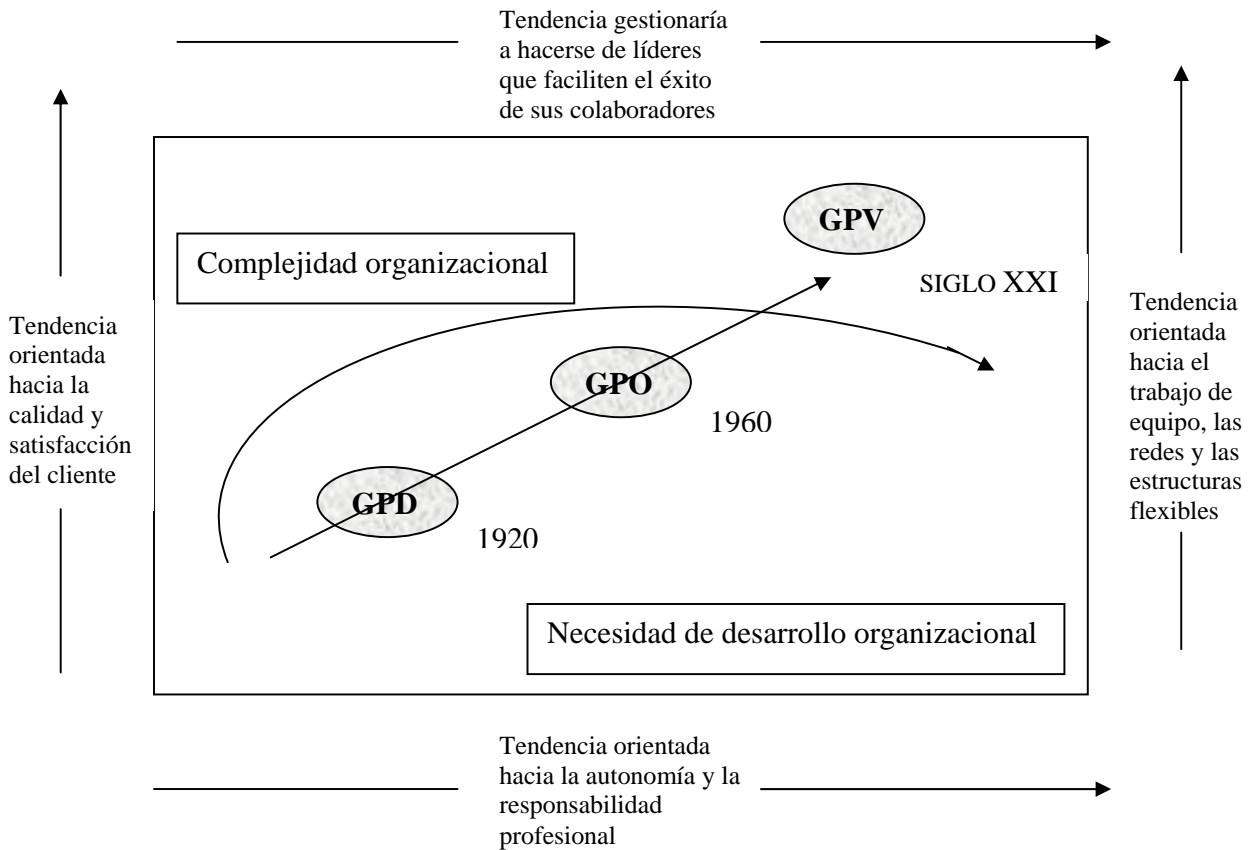 Tendencia gestionaría
a hacerse de líderes
que faciliten el éxito
de sus colaboradores
GPV
Complejidad organizacional
SIGLO XXI
Tendencia
orientada
hacia la
calidad y
satisfacción
del cliente
Tendencia
orientada
hacia el
trabajo de
equipo, las
redes y las
estructuras
flexibles
GPO
1960
GPD
1920
Necesidad de desarrollo organizacional
Tendencia orientada
hacia la autonomía y la
responsabilidad
profesional